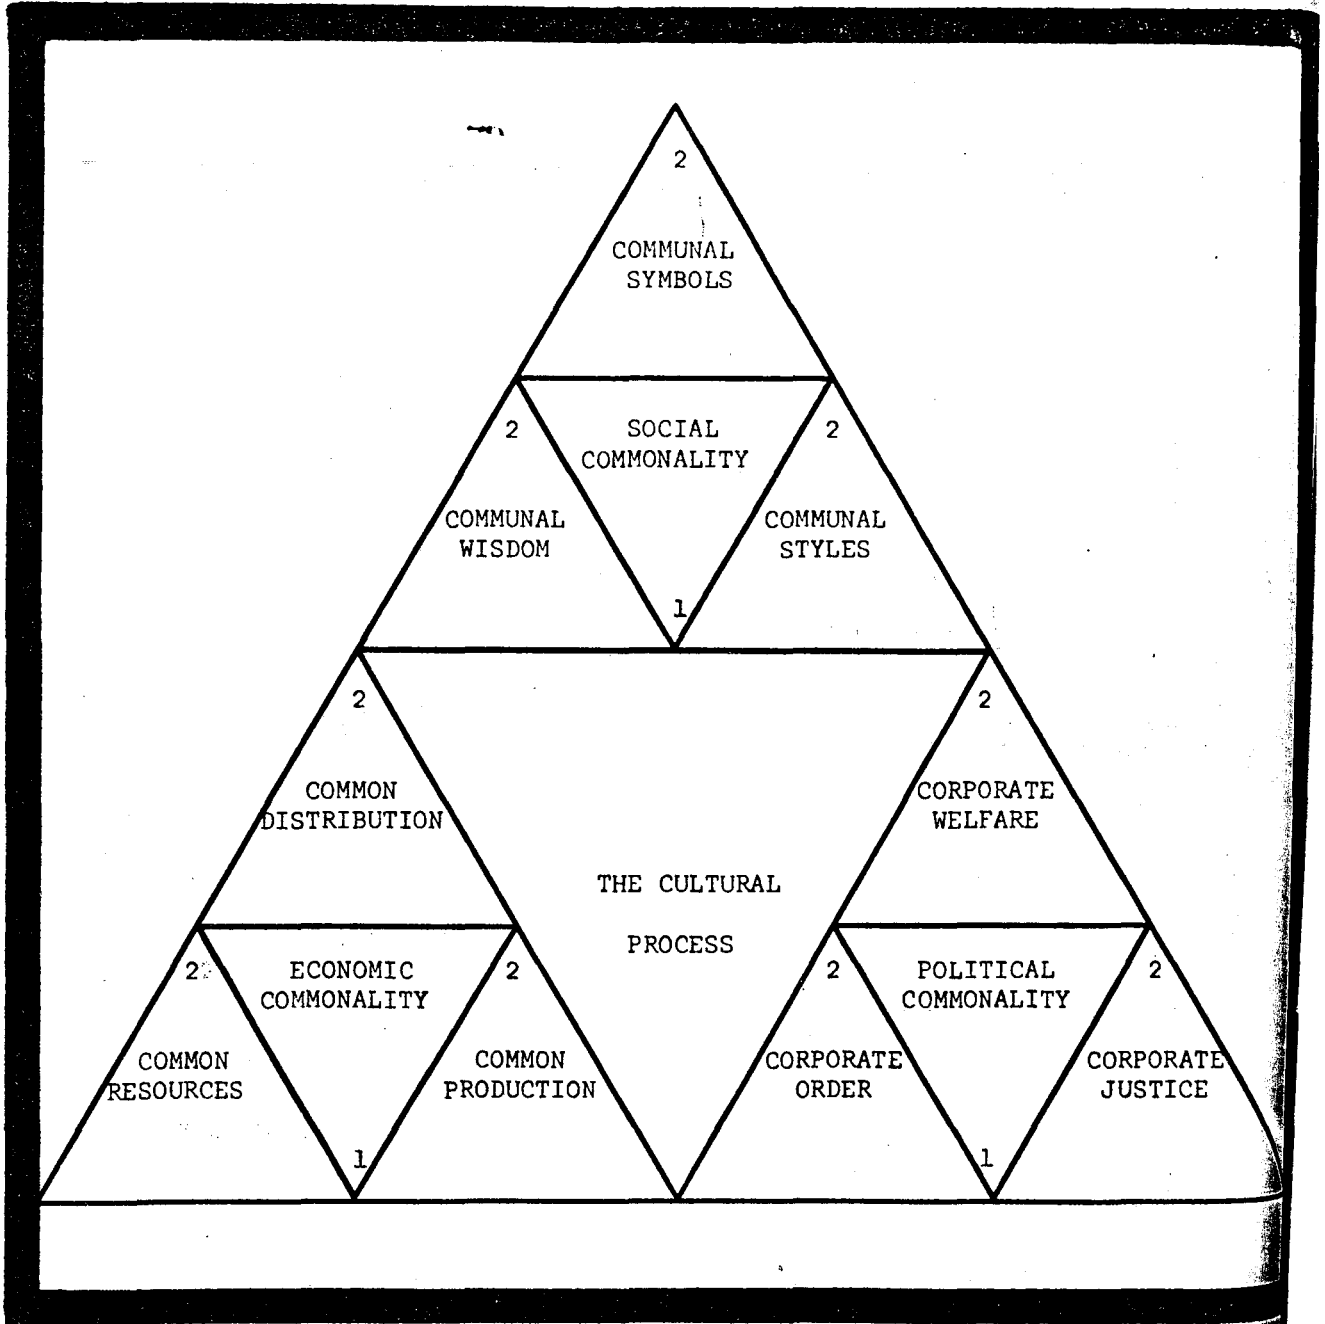 2
COMMUNAL
SYMBOLS
2
SOCIAL
COMMONALITY
2
COMMUNAL
WISDOM
COMMUNAL
STYLES
1
2
2
COMMON
DISTRIBUTION
CORPORATE
WELFARE
THE CULTURAL
PROCESS
2
ECONOMIC
COMMONALITY
2
2
POLITICAL
COMMONALITY
2
COMMON
RESOURCES
COMMON
PRODUCTION
CORPORATE
ORDER
CORPORATE
JUSTICE
1
1